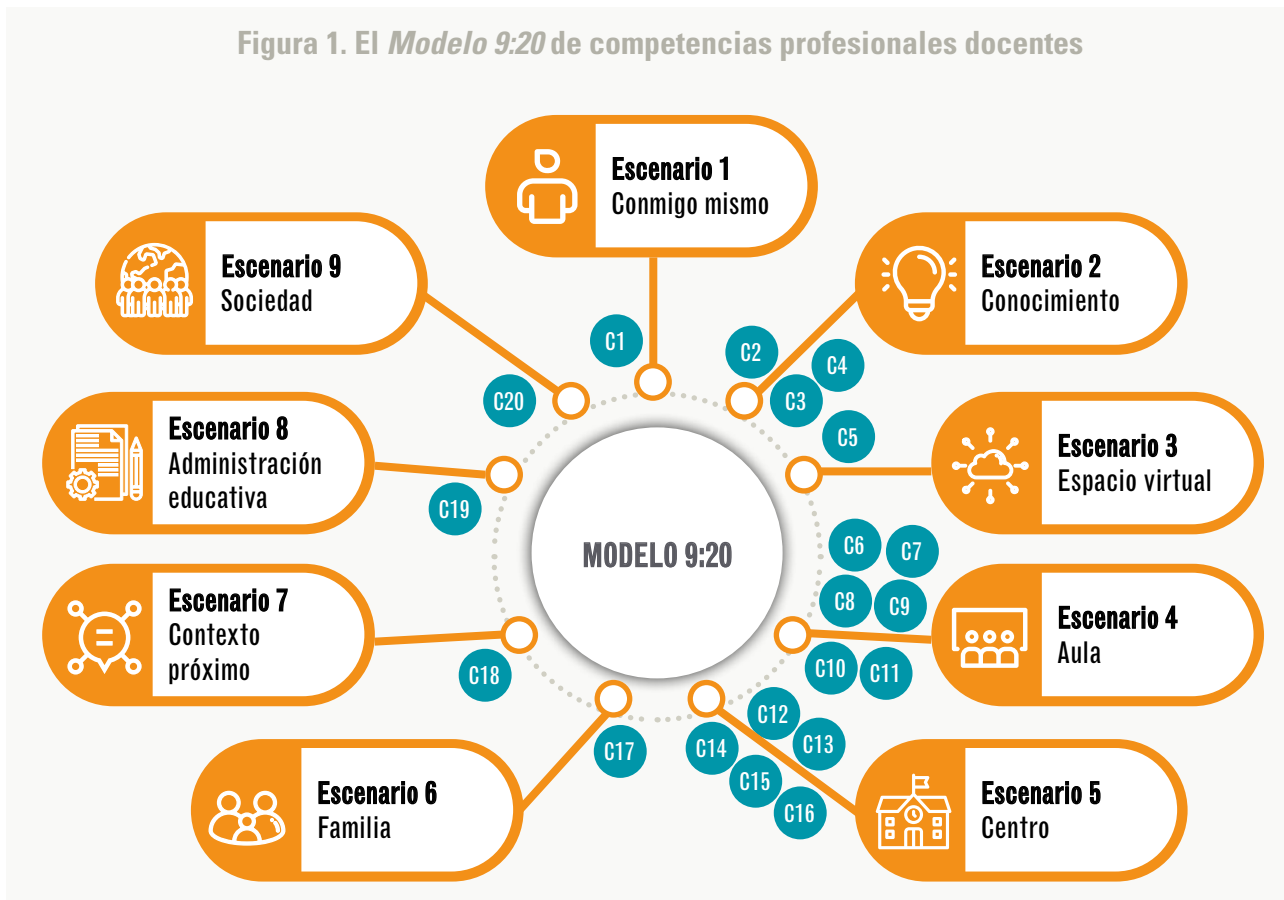 Figura 1. El Modelo 9:20 de competencias profesionales docentes
Escenario 1
Conmigo mismo
Escenario 9
Sociedad
Escenario 2
Conocimiento
C1
C2
C4
C3
C20
C5
Escenario 8
Administración
educativa
Escenario 3
Espacio virtual
C19
MODELO 9:20
C6
C7
C8
C9
Escenario 7
Contexto
próximo
Escenario 4
Aula
C18
C10
C11
C12
C13
C14
C15
C16
C17
Escenario 6
Familia
Escenario 5
Centro